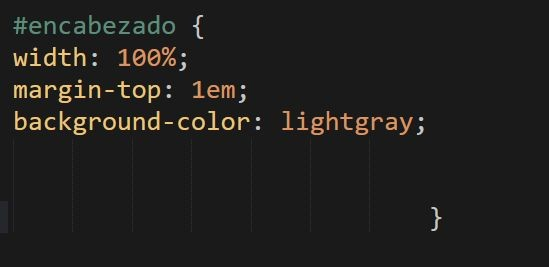 #encabezado {
width: 100%;
margin-top: 1em;
background-color: lightgray;
}